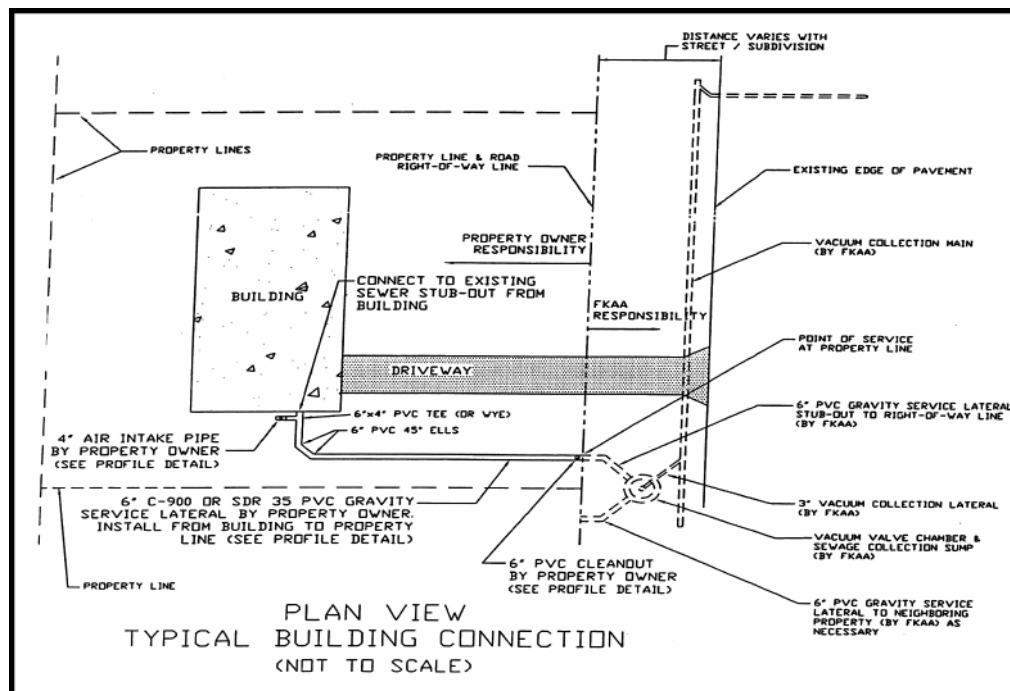 DISTANCE VARIES WITH
STREET / SUBDIVISION
PROPERTY LINES
PROPERTY LINE & ROAD
RIGHT-OF-WAY LINE
EXISTING EDGE OF PAVEMENT
PROPERTY OWNER
RESPONSIBILITY
VACUUM COLLECTION MAIN
(BY FKAA)
CONNECT TO EXISTING
SEWER STUB-OUT FROM
BUILDING
BUILDING
FKAA
RESPONSIBILITY
POINT OF SERVICE
AT PROPERTY LINE
DRIVEWAY
6"x4" PVC TEE (OR WYE)
6" PVC 45° ELLS
4" AIR INTAKE PIPE
BY PROPERTY OWNER
(SEE PROFILE DETAIL)
6" PVC GRAVITY SERVICE LATERAL
STUB-OUT TO RIGHT-OF-WAY LINE
(BY FKAA)
6" C-900 OR SDR 35 PVC GRAVITY
SERVICE LATERAL BY PROPERTY OWNER.
INSTALL FROM BUILDING TO PROPERTY
LINE (SEE PROFILE DETAIL)
3" VACUUM COLLECTION LATERAL
(BY FKAA)
VACUUM VALVE CHAMBER &
SEWAGE COLLECTION SUMP
(BY FKAA)
6" PVC CLEANOUT
BY PROPERTY OWNER
(SEE PROFILE DETAIL)
PROPERTY LINE
6" PVC GRAVITY SERVICE
LATERAL TO NEIGHBORING
PROPERTY (BY FKAA) AS
NECESSARY
PLAN VIEW
TYPICAL BUILDING CONNECTION
(NOT TO SCALE)